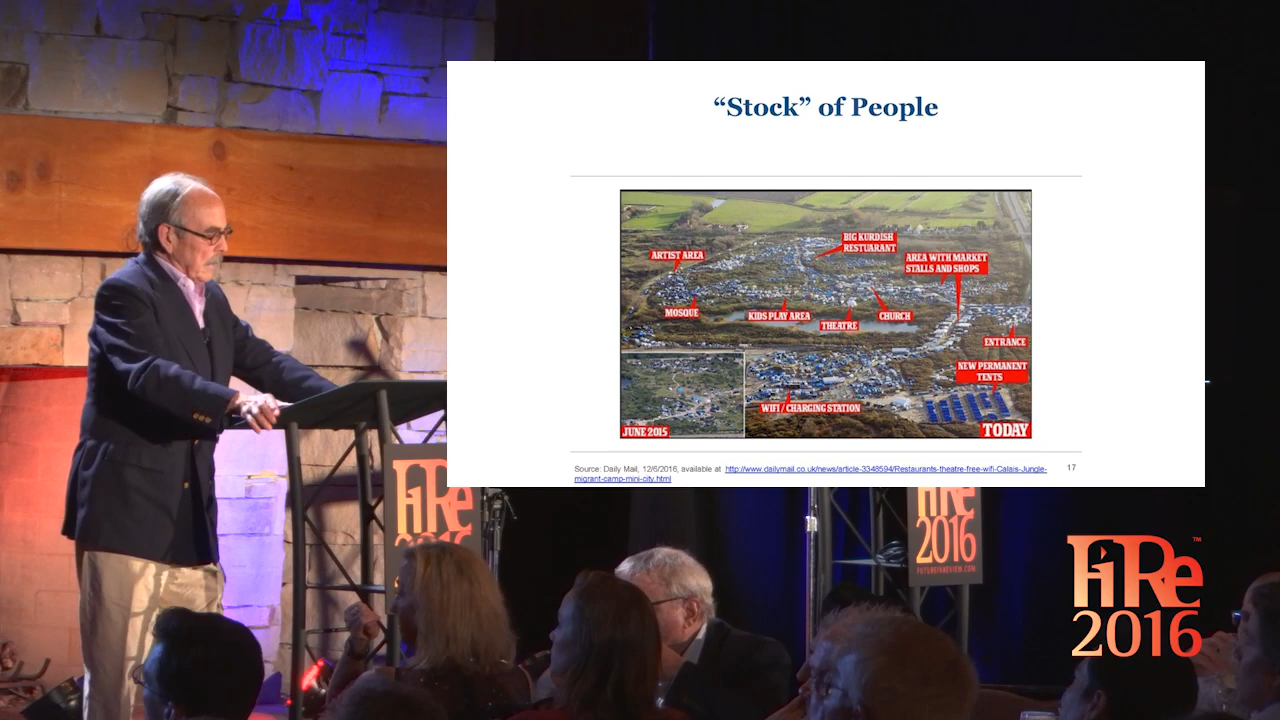 “Stock” of People
ARTIST AREA
BIG KURDISH
RESTUARANT
AREA WITH MARKET
STALLS AND SHOPS
MOSQUE
KIDS PLAY AREA
THEATRE
CHURCH
ENTRANCE
NEW PERMANENT
TENTS
WIFI / CHARGING STATION
JUNE 2015
TODAY
Source: Daily Mail, 12/6/2016, available at http://www.dailymail.co.uk/news/article-3348594/Restaurants-theatre-free-wifi-Calais-Jungle-
migrant-camp-mini-city.html
17
FiRe
2016
FiRe
2016
FUTUREINREVIEW.COM
FiRe™
2016